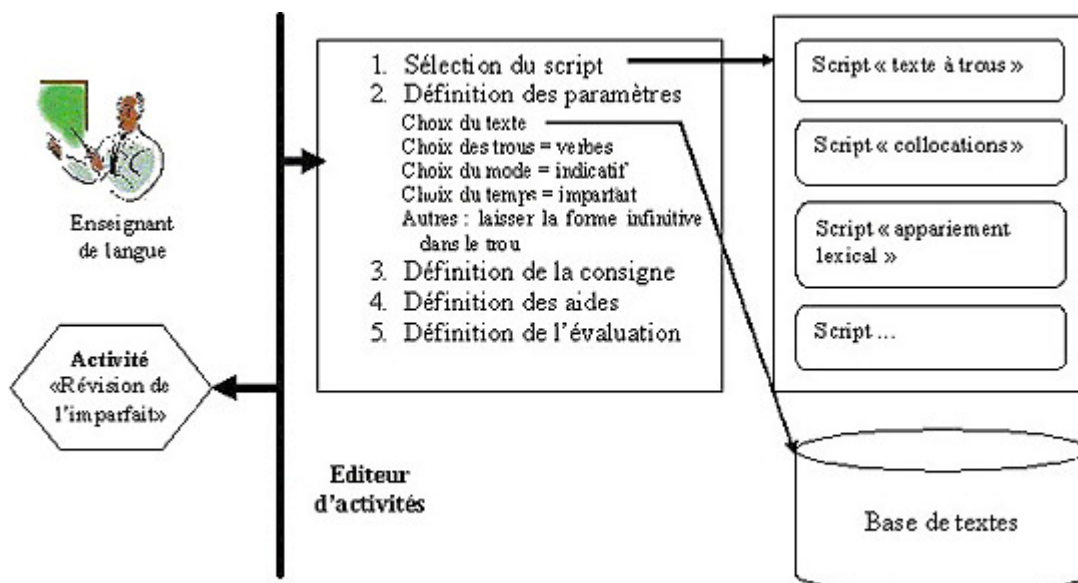 Enseignant
de langue
Activité
«Révision de
l'imparfait»
1. Sélection du script
2. Définition des paramètres
Choix du texte
Choix des trous = verbes
Choix du mode = indicatif
Choix du temps = imparfait
Autres : laisser la forme infinitive
dans le trou
3. Définition de la consigne
4. Définition des aides
5. Définition de l'évaluation
Editeur
d'activités
Script « texte à trous »
Script « collocations »
Script « appariement
lexical »
Script ...
Base de textes